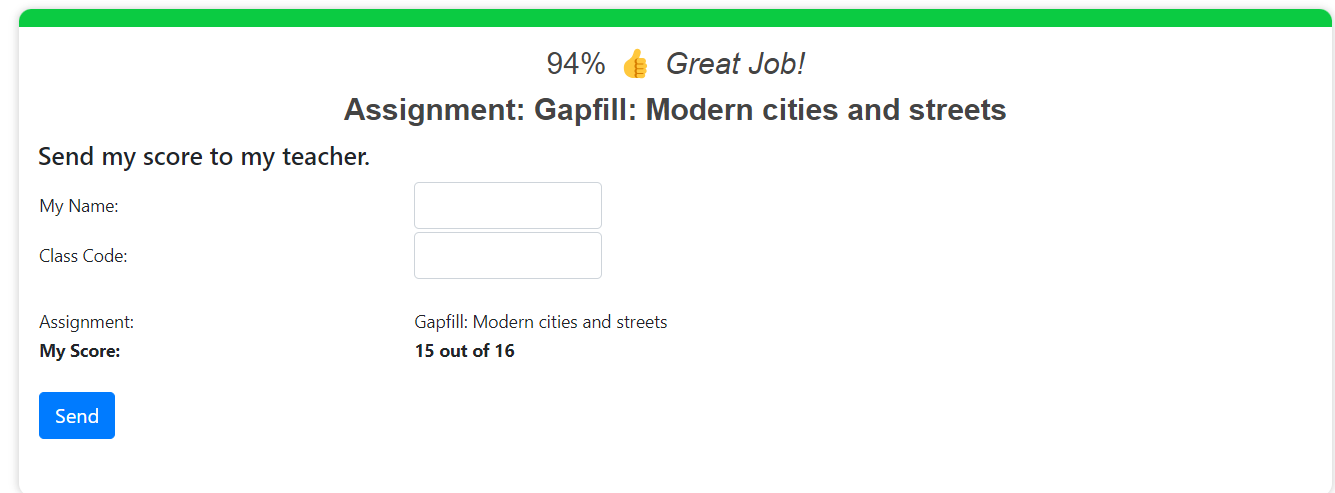 94% 👍 Great Job!
Assignment: Gapfill: Modern cities and streets
Send my score to my teacher.
My Name:
Class Code:
Assignment: Gapfill: Modern cities and streets
My Score: 15 out of 16
Send